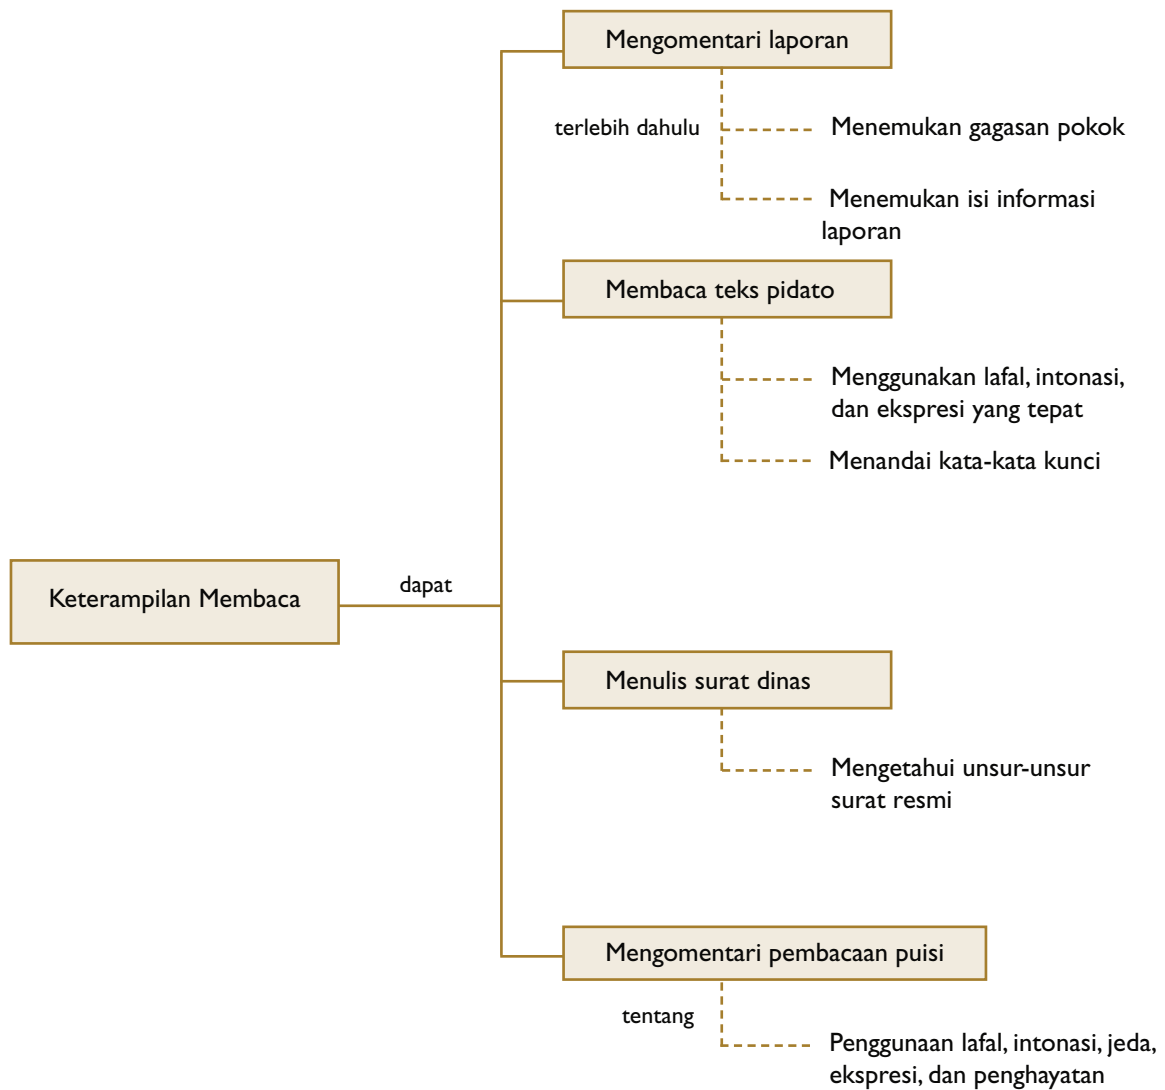 Mengomentari laporan
terlebih dahulu
Menemukan gagasan pokok
Menemukan isi informasi
laporan
Membaca teks pidato
Menggunakan lafal, intonasi,
dan ekspresi yang tepat
Menandai kata-kata kunci
Keterampilan Membaca
dapat
Menulis surat dinas
Mengetahui unsur-unsur
surat resmi
Mengomentari pembacaan puisi
tentang
Penggunaan lafal, intonasi, jeda,
ekspresi, dan penghayatan